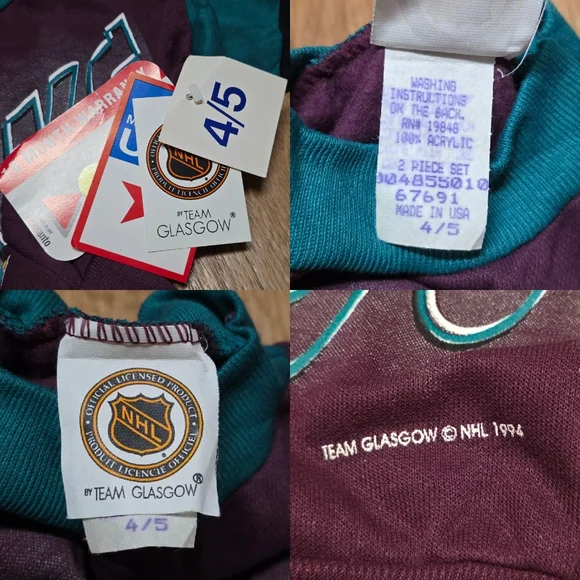 4/5
OFFICIAL LICENSED PRODUCT
NHL
PRODUIT LICENCIE OFFICIEL
BY TEAM
GLASGOW®
WASHING
INSTRUCTIONS
ON THE BACK.
RN# 19848
100% ACRYLIC
2 PIECE SET
004855010
67691
MADE IN USA
4/5
OFFICIAL LICENSED PRODUCT
NHL
PRODUIT LICENCIE OFFICIEL
BY TEAM GLASGOW®
4/5
TEAM GLASGOW © NHL 1994